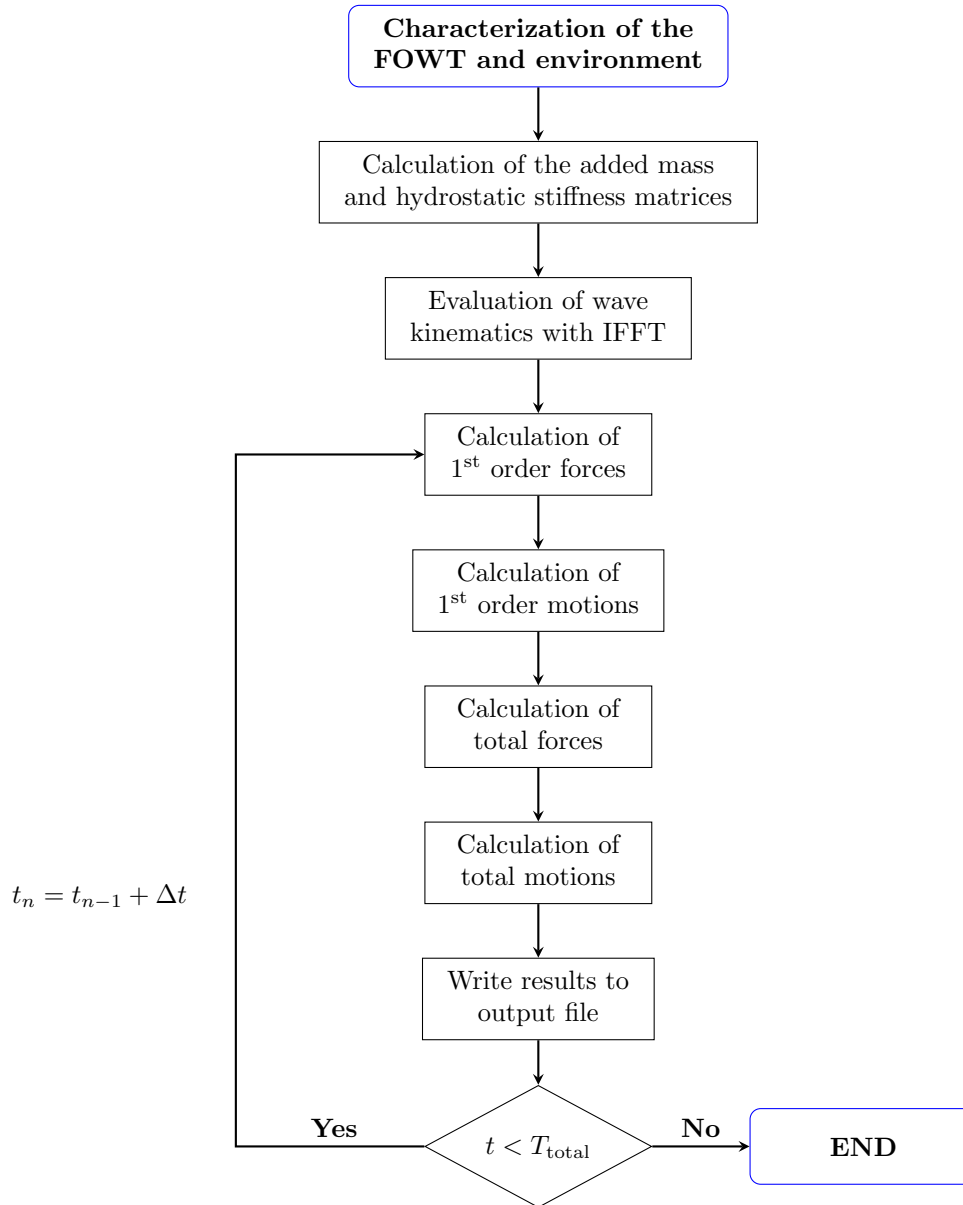 Characterization of the
FOWT and environment
Calculation of the added mass
and hydrostatic stiffness matrices
Evaluation of wave
kinematics with IFFT
Calculation of
1st order forces
Calculation of
1st order motions
Calculation of
total forces
Calculation of
total motions
tₙ = tₙ₋₁ + Δt
Write results to
output file
Yes
t < T_total
No
END